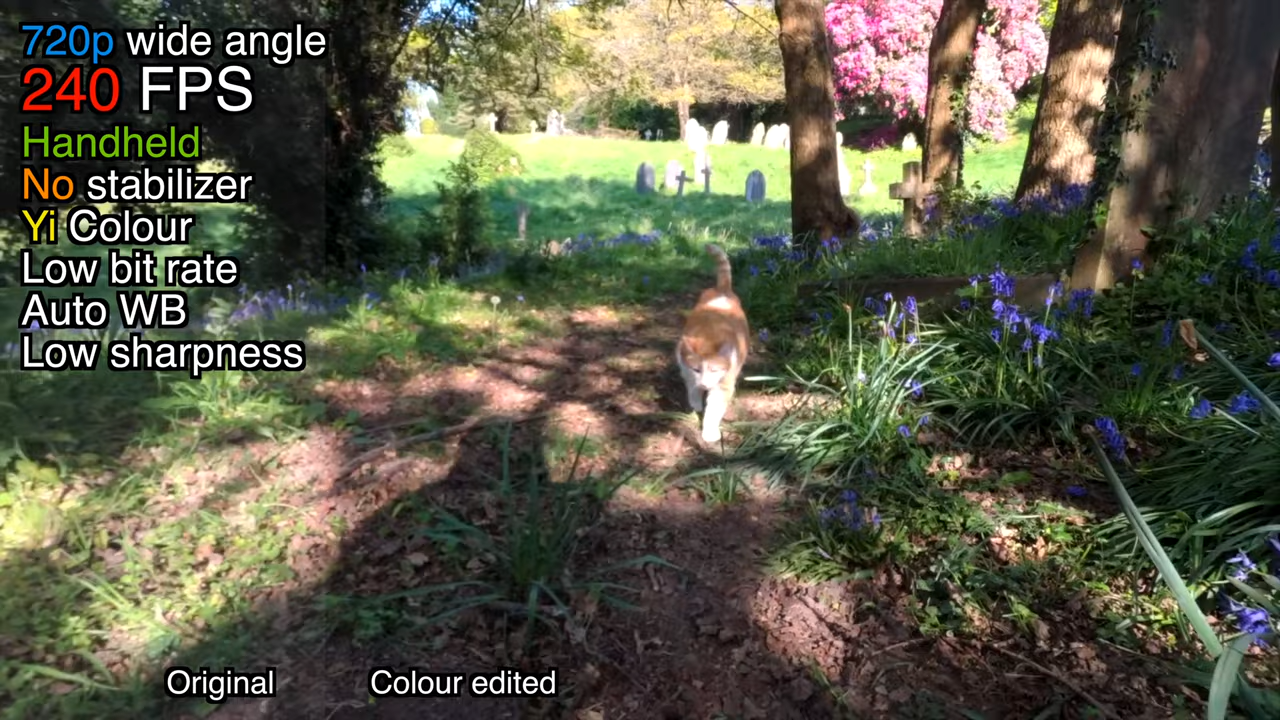 720p wide angle
240 FPS
Handheld
No stabilizer
Yi Colour
Low bit rate
Auto WB
Low sharpness
Original
Colour edited